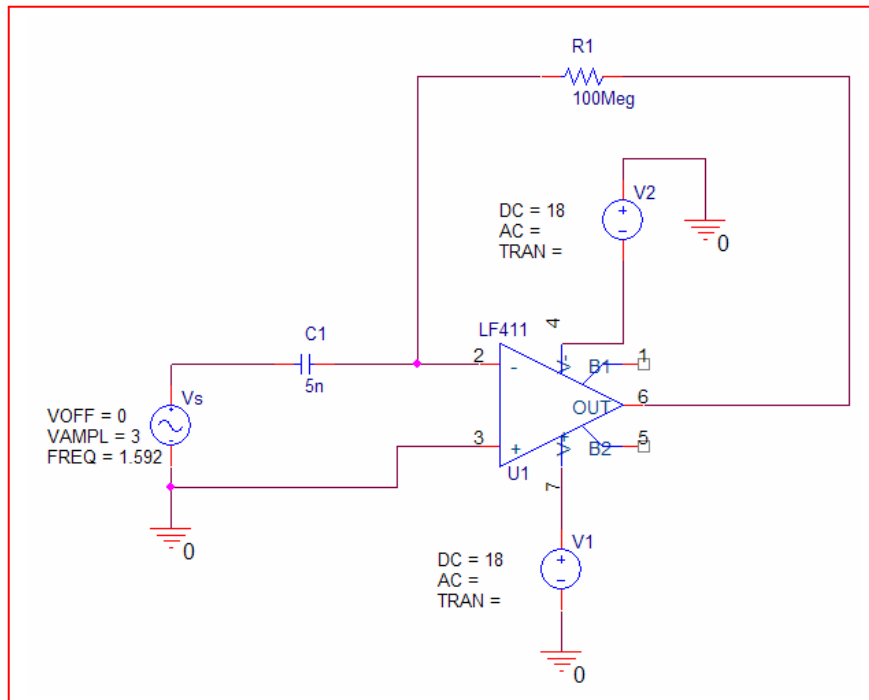 R1
100Meg
V2
DC = 18
AC =
TRAN =
0
LF411
4
C1
5n
2
-
V-
B1
1
Vs
VOFF = 0
VAMPL = 3
FREQ = 1.592
OUT
6
3
+
V+
B2
5
U1
7
0
V1
DC = 18
AC =
TRAN =
0